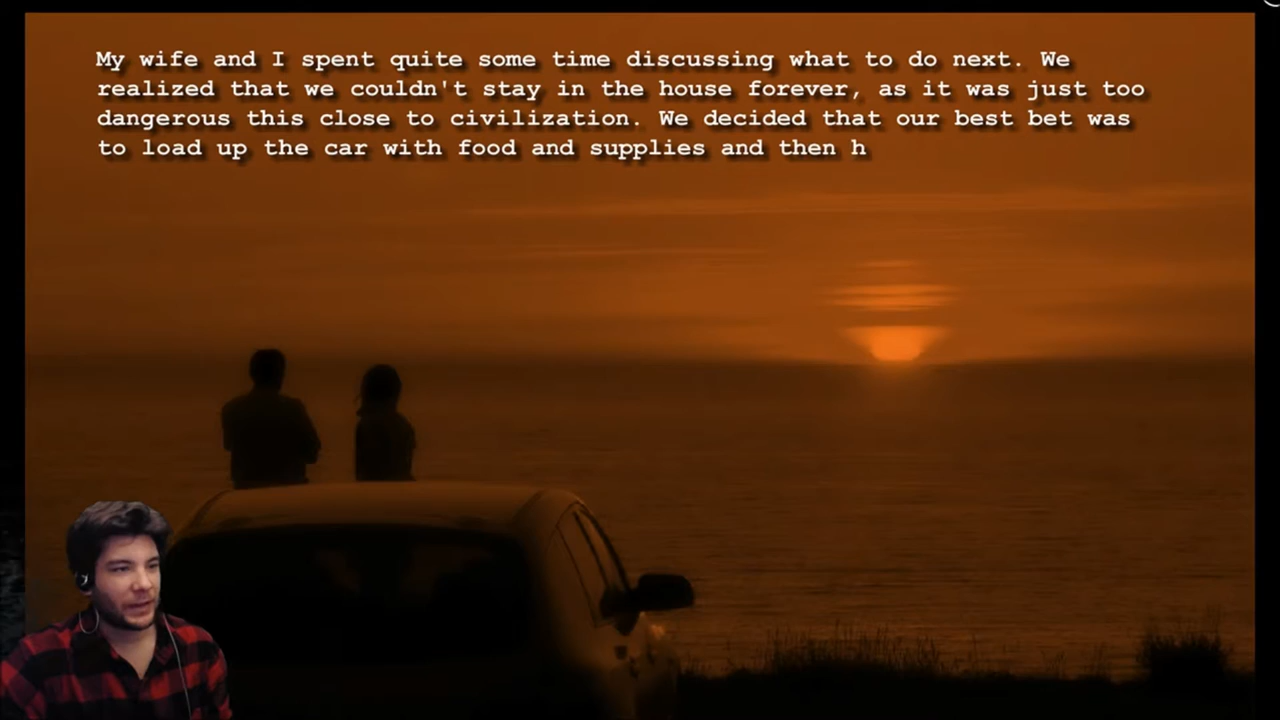 My wife and I spent quite some time discussing what to do next. We
realized that we couldn't stay in the house forever, as it was just too
dangerous this close to civilization. We decided that our best bet was
to load up the car with food and supplies and then h